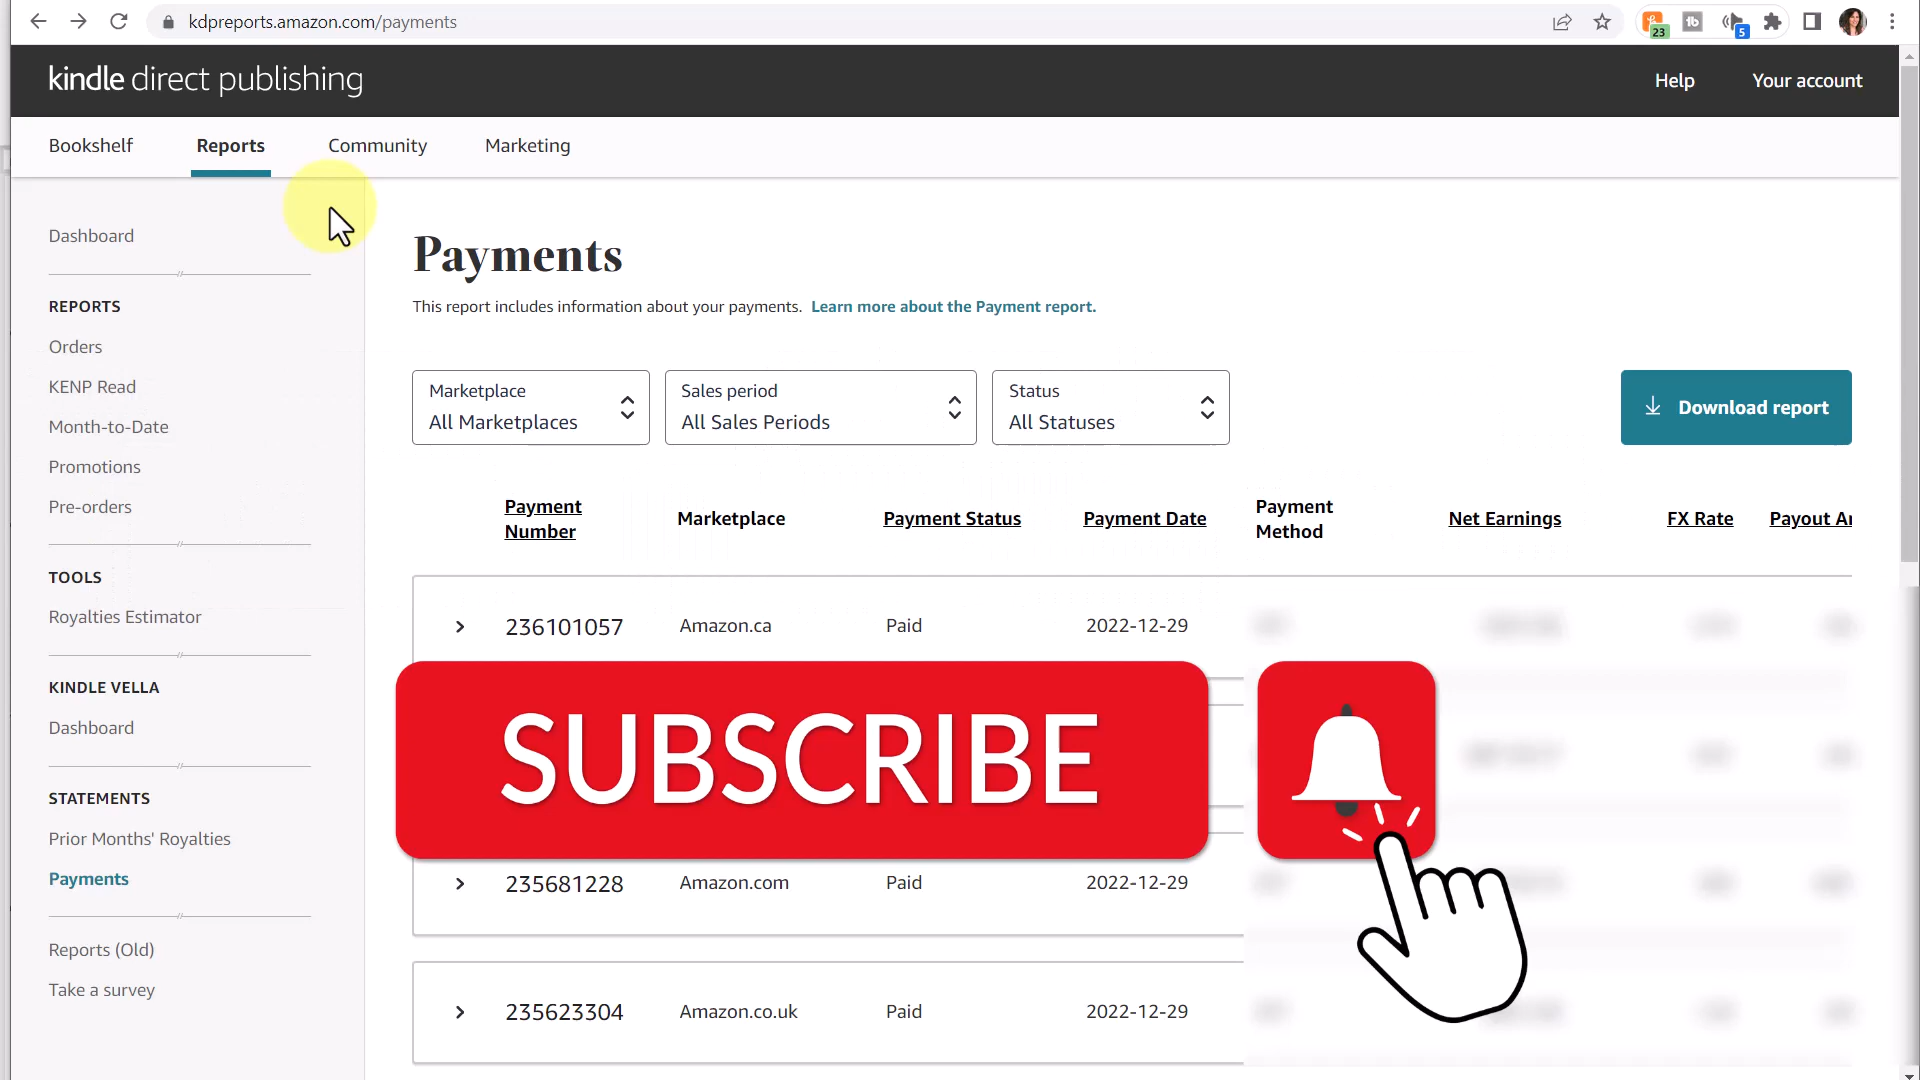 kdpreports.amazon.com/payments
23
tb
5
kindle direct publishing
Help
Your account
Bookshelf
Reports
Community
Marketing
Dashboard
REPORTS
Orders
KENP Read
Month-to-Date
Promotions
Pre-orders
TOOLS
Royalties Estimator
KINDLE VELLA
Dashboard
STATEMENTS
Prior Months' Royalties
Payments
Reports (Old)
Take a survey
Payments
This report includes information about your payments. Learn more about the Payment report.
Marketplace
All Marketplaces
Sales period
All Sales Periods
Status
All Statuses
Download report
Payment Number
Marketplace
Payment Status
Payment Date
Payment Method
Net Earnings
FX Rate
Payout
236101057 Amazon.ca Paid 2022-12-29
SUBSCRIBE
235681228 Amazon.com Paid 2022-12-29
235623304 Amazon.co.uk Paid 2022-12-29